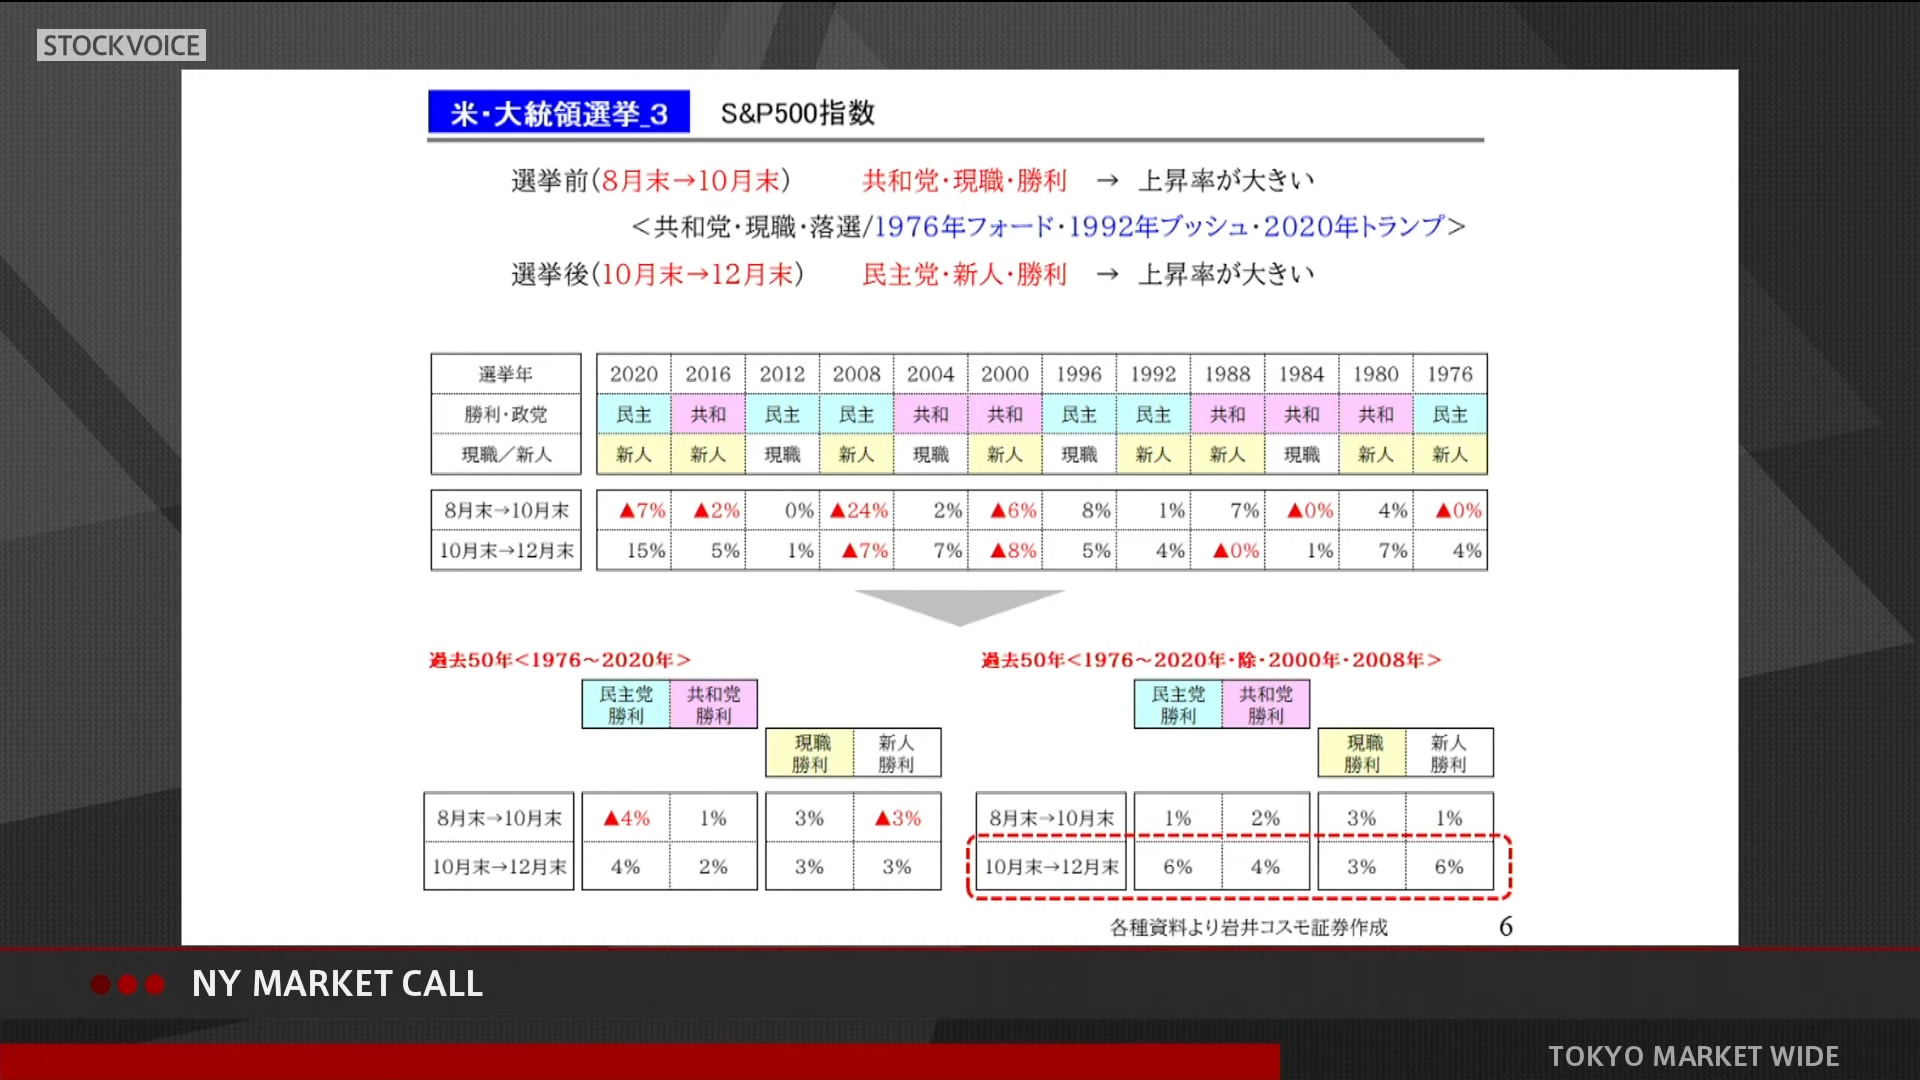 STOCKVOICE
米・大統領選挙_3 S&P500指数
選挙前(8月末→10月末) 共和党・現職・勝利 → 上昇率が大きい
<共和党・現職・落選/1976年フォード・1992年ブッシュ・2020年トランプ>
選挙後(10月末→12月末) 民主党・新人・勝利 → 上昇率が大きい
選挙年 2020 2016 2012 2008 2004 2000 1996 1992 1988 1984 1980 1976
勝利・政党 民主 共和 民主 民主 共和 共和 民主 民主 共和 共和 共和 民主
現職／新人 新人 新人 現職 新人 現職 新人 現職 新人 新人 現職 新人 新人
8月末→10月末 ▲7% ▲2% 0% ▲24% 2% ▲6% 8% 1% 7% ▲0% 4% ▲0%
10月末→12月末 15% 5% 1% ▲7% 7% ▲8% 5% 4% ▲0% 1% 7% 4%
過去50年<1976～2020年>
民主党 共和党
勝利 勝利
現職 新人
勝利 勝利
8月末→10月末 ▲4% 1% 3% ▲3%
10月末→12月末 4% 2% 3% 3%
過去50年<1976～2020年・除・2000年・2008年>
民主党 共和党
勝利 勝利
現職 新人
勝利 勝利
8月末→10月末 1% 2% 3% 1%
10月末→12月末 6% 4% 3% 6%
各種資料より岩井コスモ証券作成 6
NY MARKET CALL
TOKYO MARKET WIDE